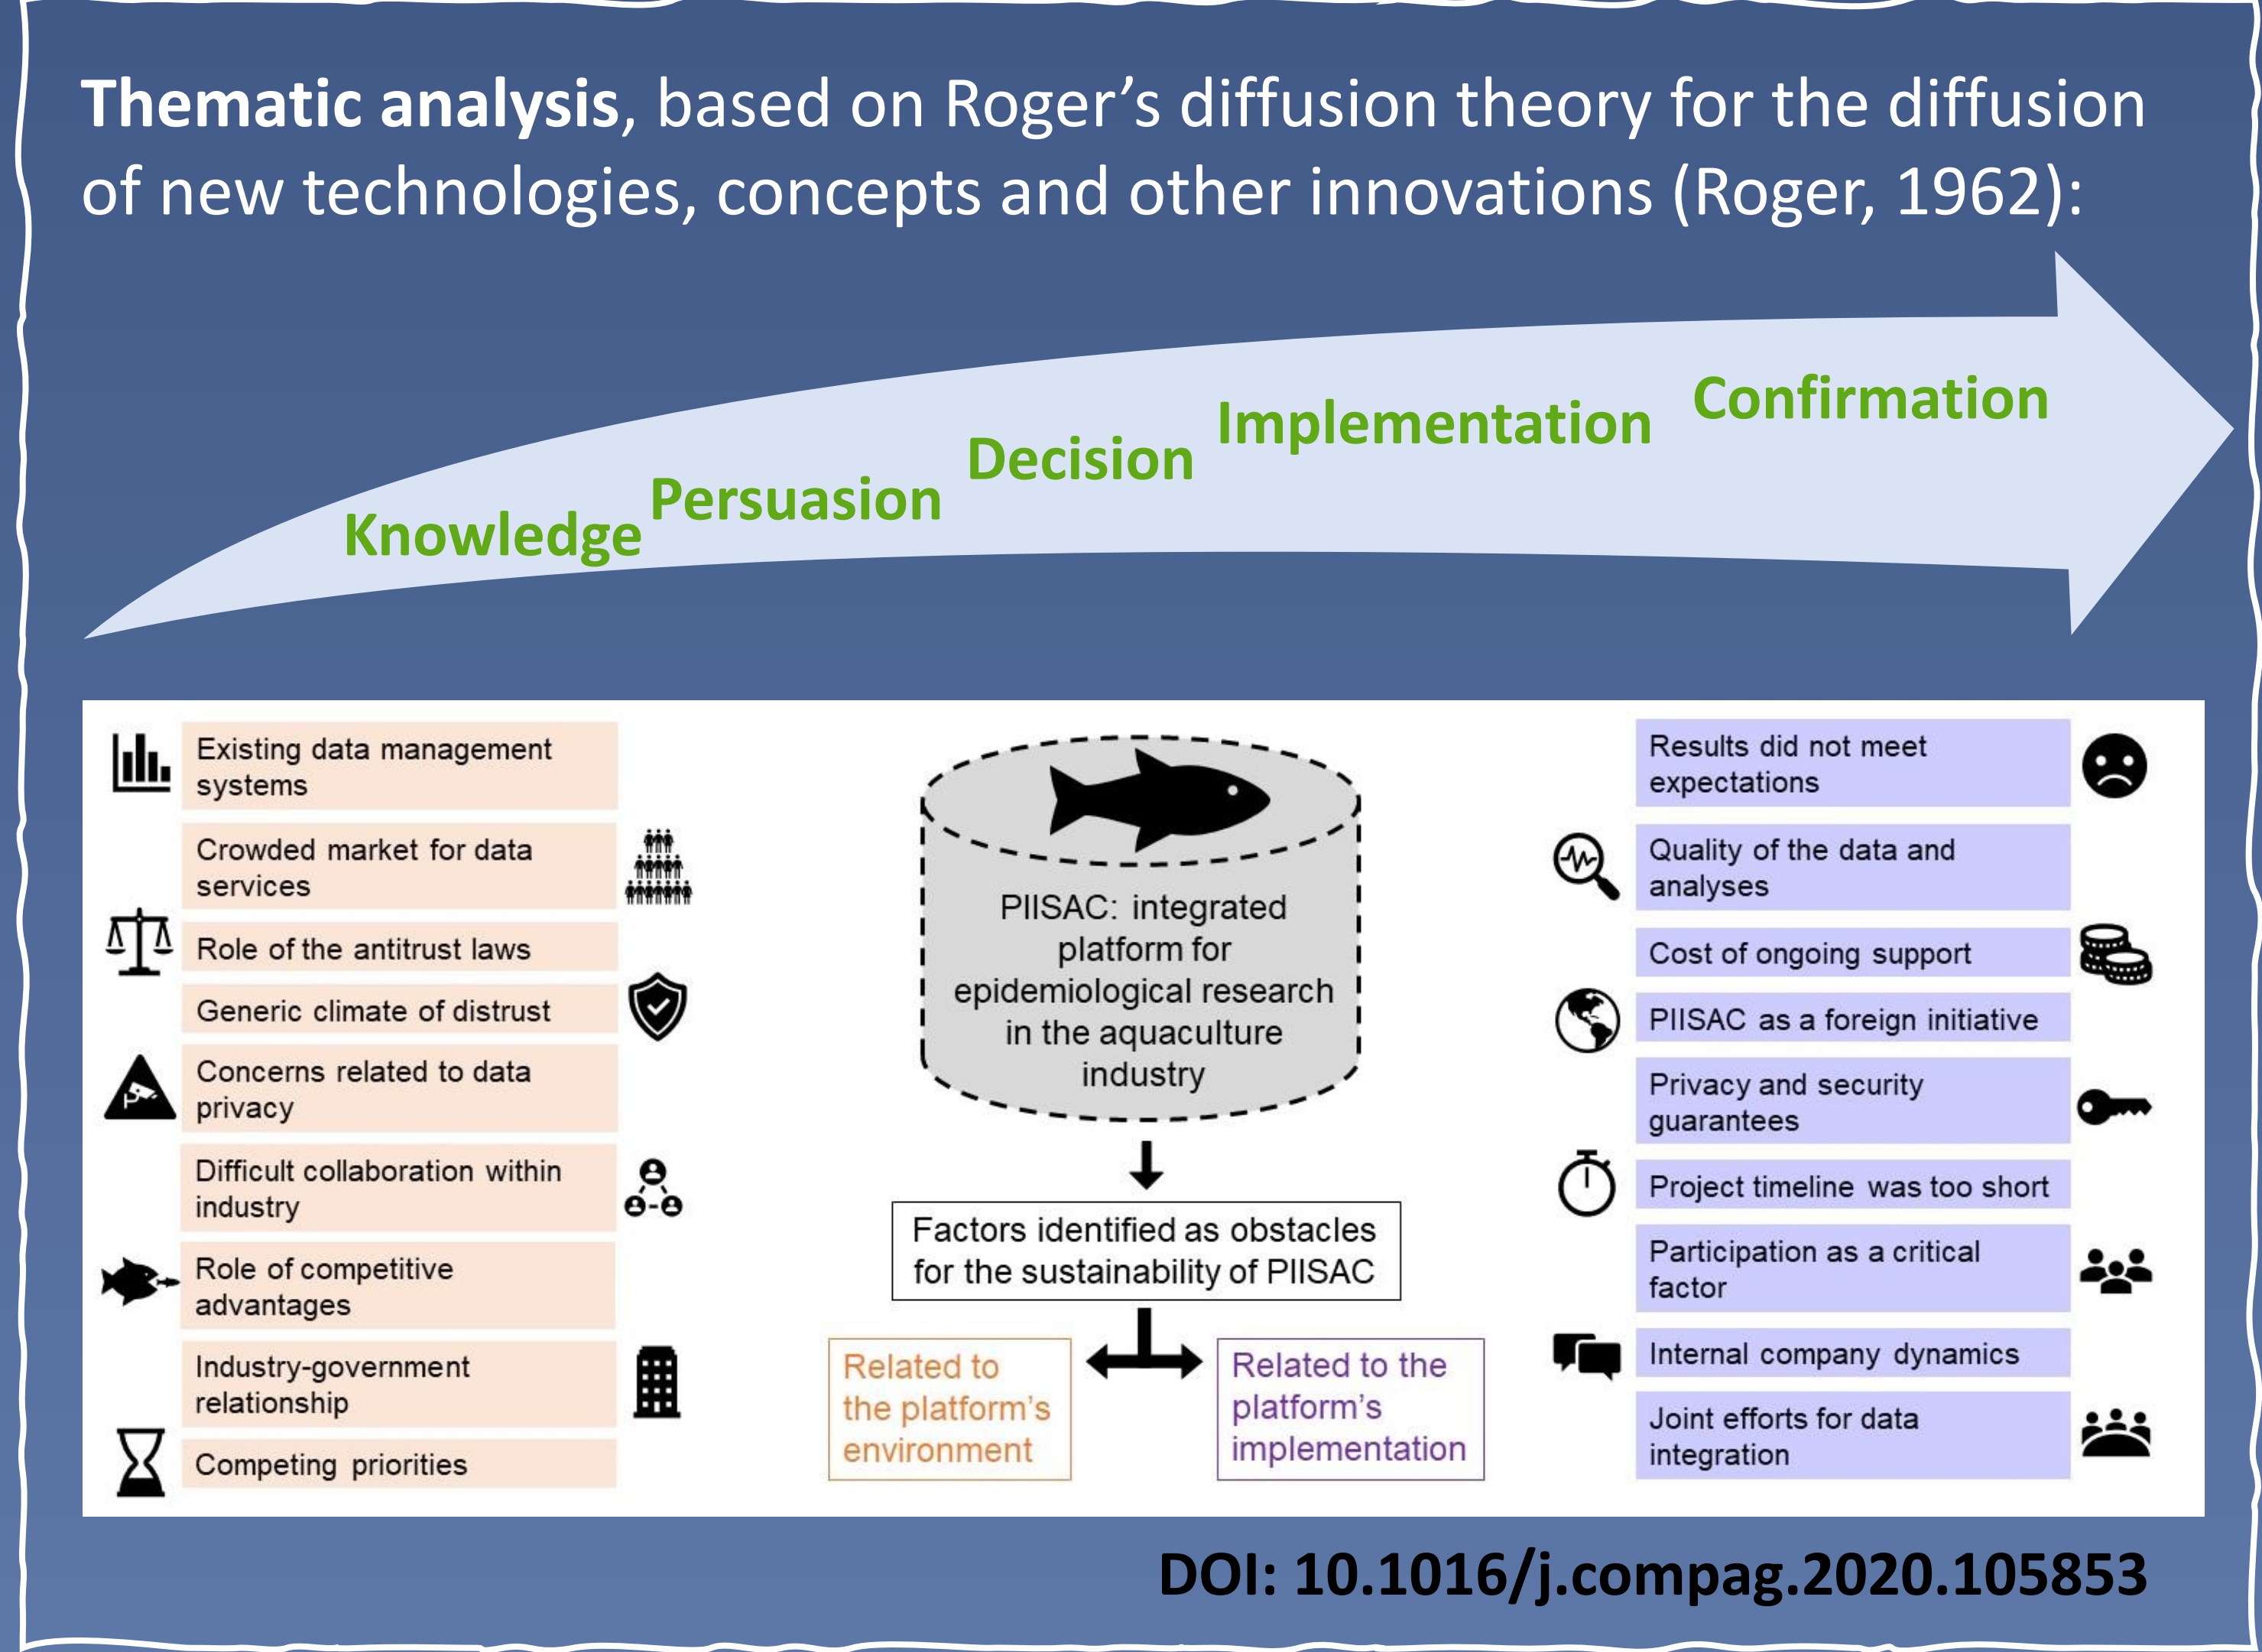 Thematic analysis, based on Roger’s diffusion theory for the diffusion
of new technologies, concepts and other innovations (Roger, 1962):
Knowledge
Persuasion
Decision
Implementation
Confirmation
Existing data management
systems
Crowded market for data
services
Role of the antitrust laws
Generic climate of distrust
Concerns related to data
privacy
Difficult collaboration within
industry
Role of competitive
advantages
Industry-government
relationship
Competing priorities
PIISAC: integrated
platform for
epidemiological research
in the aquaculture
industry
Factors identified as obstacles
for the sustainability of PIISAC
Related to
the platform's
environment
Related to the
platform's
implementation
Results did not meet
expectations
Quality of the data and
analyses
Cost of ongoing support
PIISAC as a foreign initiative
Privacy and security
guarantees
Project timeline was too short
Participation as a critical
factor
Internal company dynamics
Joint efforts for data
integration
DOI: 10.1016/j.compag.2020.105853